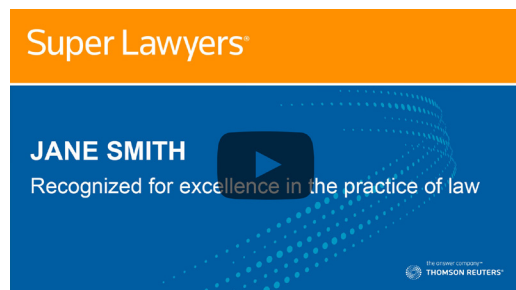 Super Lawyers®
JANE SMITH
Recognized for excellence in the practice of law
the answer company™
THOMSON REUTERS®